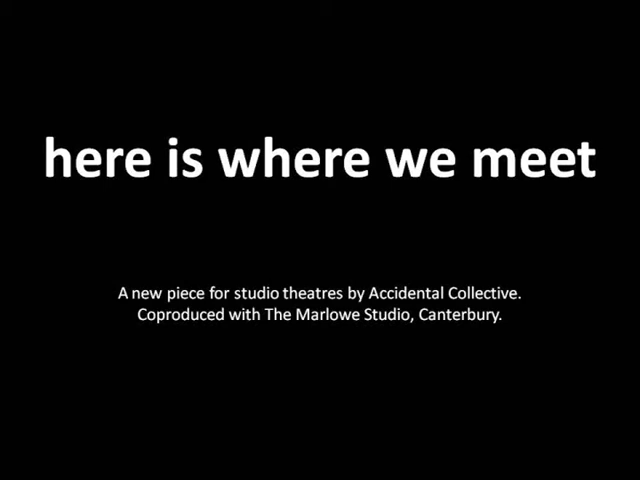 here is where we meet
A new piece for studio theatres by Accidental Collective.
Coproduced with The Marlowe Studio, Canterbury.